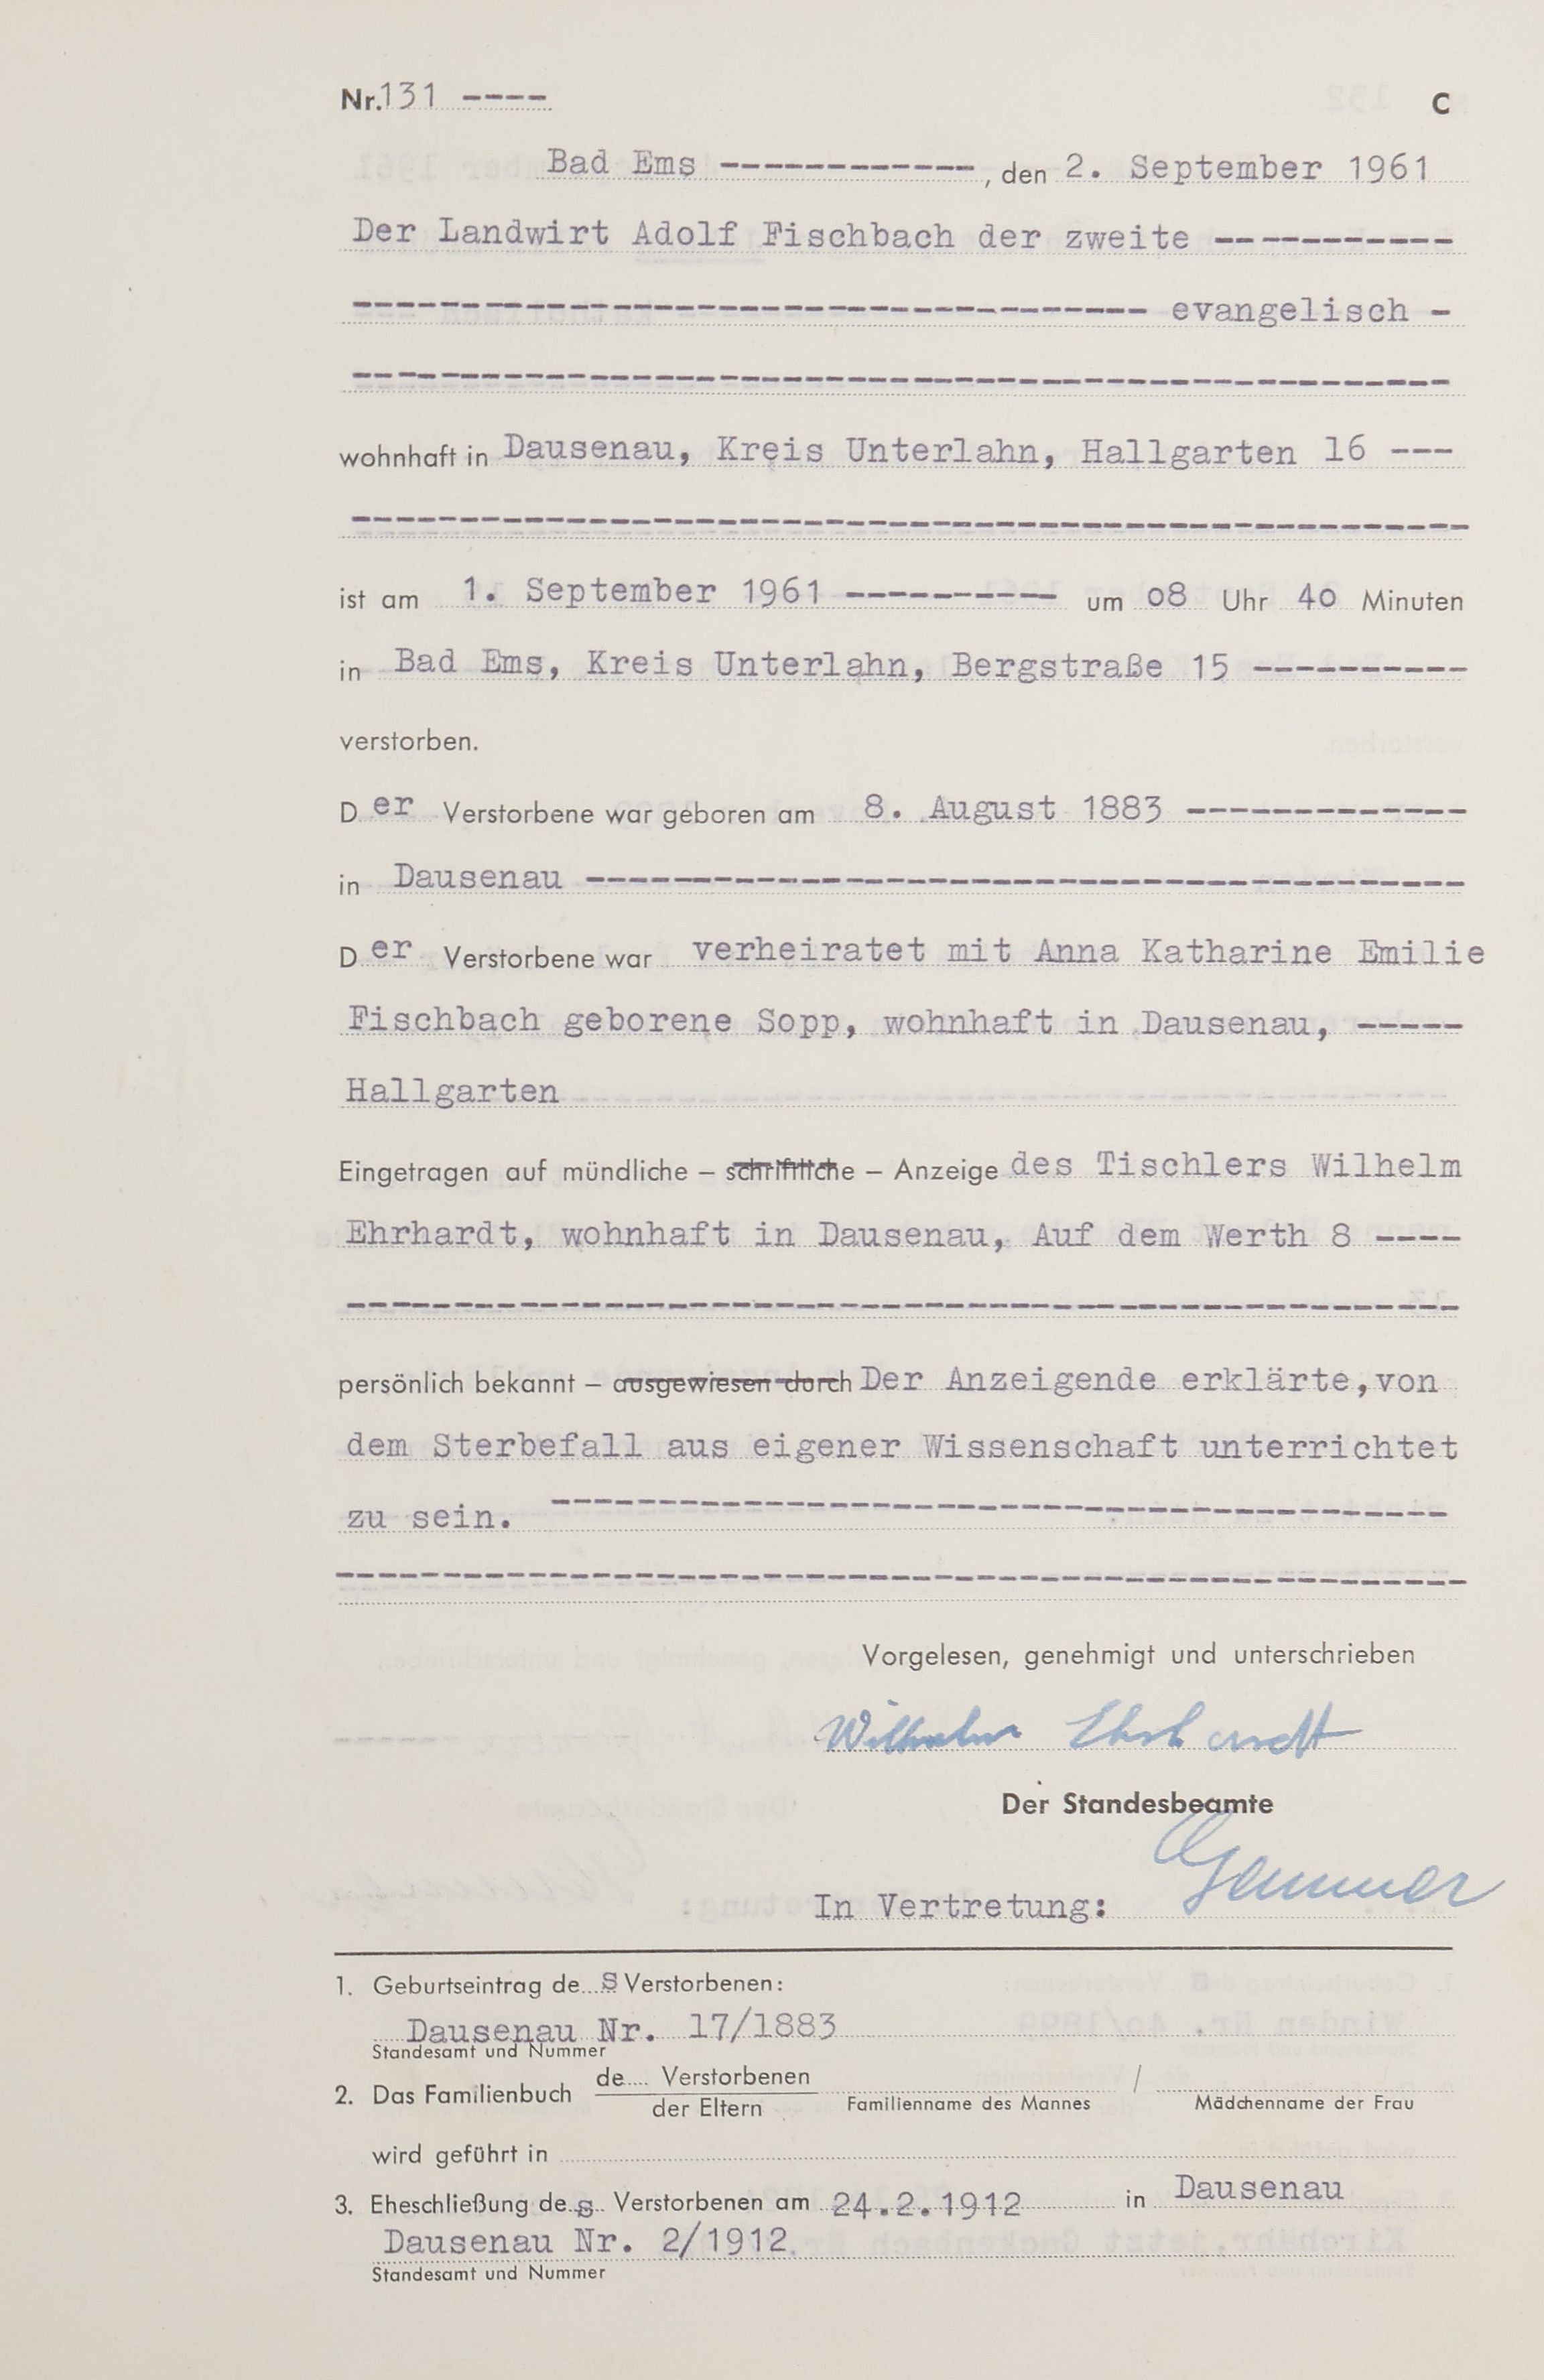 Nr. 131 ---- C
Bad Ems ------------, den 2. September 1961
Der Landwirt Adolf Fischbach der zweite -----------
------------------------------------- evangelisch -
---------------------------------------------------
wohnhaft in Dausenau, Kreis Unterlahn, Hallgarten 16 ---
----------------------------------------------------
ist am 1. September 1961 ---------- um 08 Uhr 40 Minuten
in Bad Ems, Kreis Unterlahn, Bergstraße 15 ----------
verstorben.
Der Verstorbene war geboren am 8. August 1883 -------------
in Dausenau -----------------------------------------
Der Verstorbene war verheiratet mit Anna Katharine Emilie
Fischbach geborene Sopp, wohnhaft in Dausenau, -----
Hallgarten
Eingetragen auf mündliche – schriftliche – Anzeige des Tischlers Wilhelm
Ehrhardt, wohnhaft in Dausenau, Auf dem Werth 8 ----
----------------------------------------------------
persönlich bekannt – ausgewiesen durch Der Anzeigende erklärte, von
dem Sterbefall aus eigener Wissenschaft unterrichtet
zu sein. ------------------------------------------
-----------------------------------------------------
Vorgelesen, genehmigt und unterschrieben
Wilhelm Ehrhardt
Der Standesbeamte
In Vertretung:
1. Geburtseintrag des Verstorbenen:
Dausenau Nr. 17/1883
Standesamt und Nummer
2. Das Familienbuch de.... Verstorbenen /
der Eltern Familienname des Mannes Mädchenname der Frau
wird geführt in
3. Eheschließung des Verstorbenen am 24.2.1912 in Dausenau
Dausenau Nr. 2/1912
Standesamt und Nummer